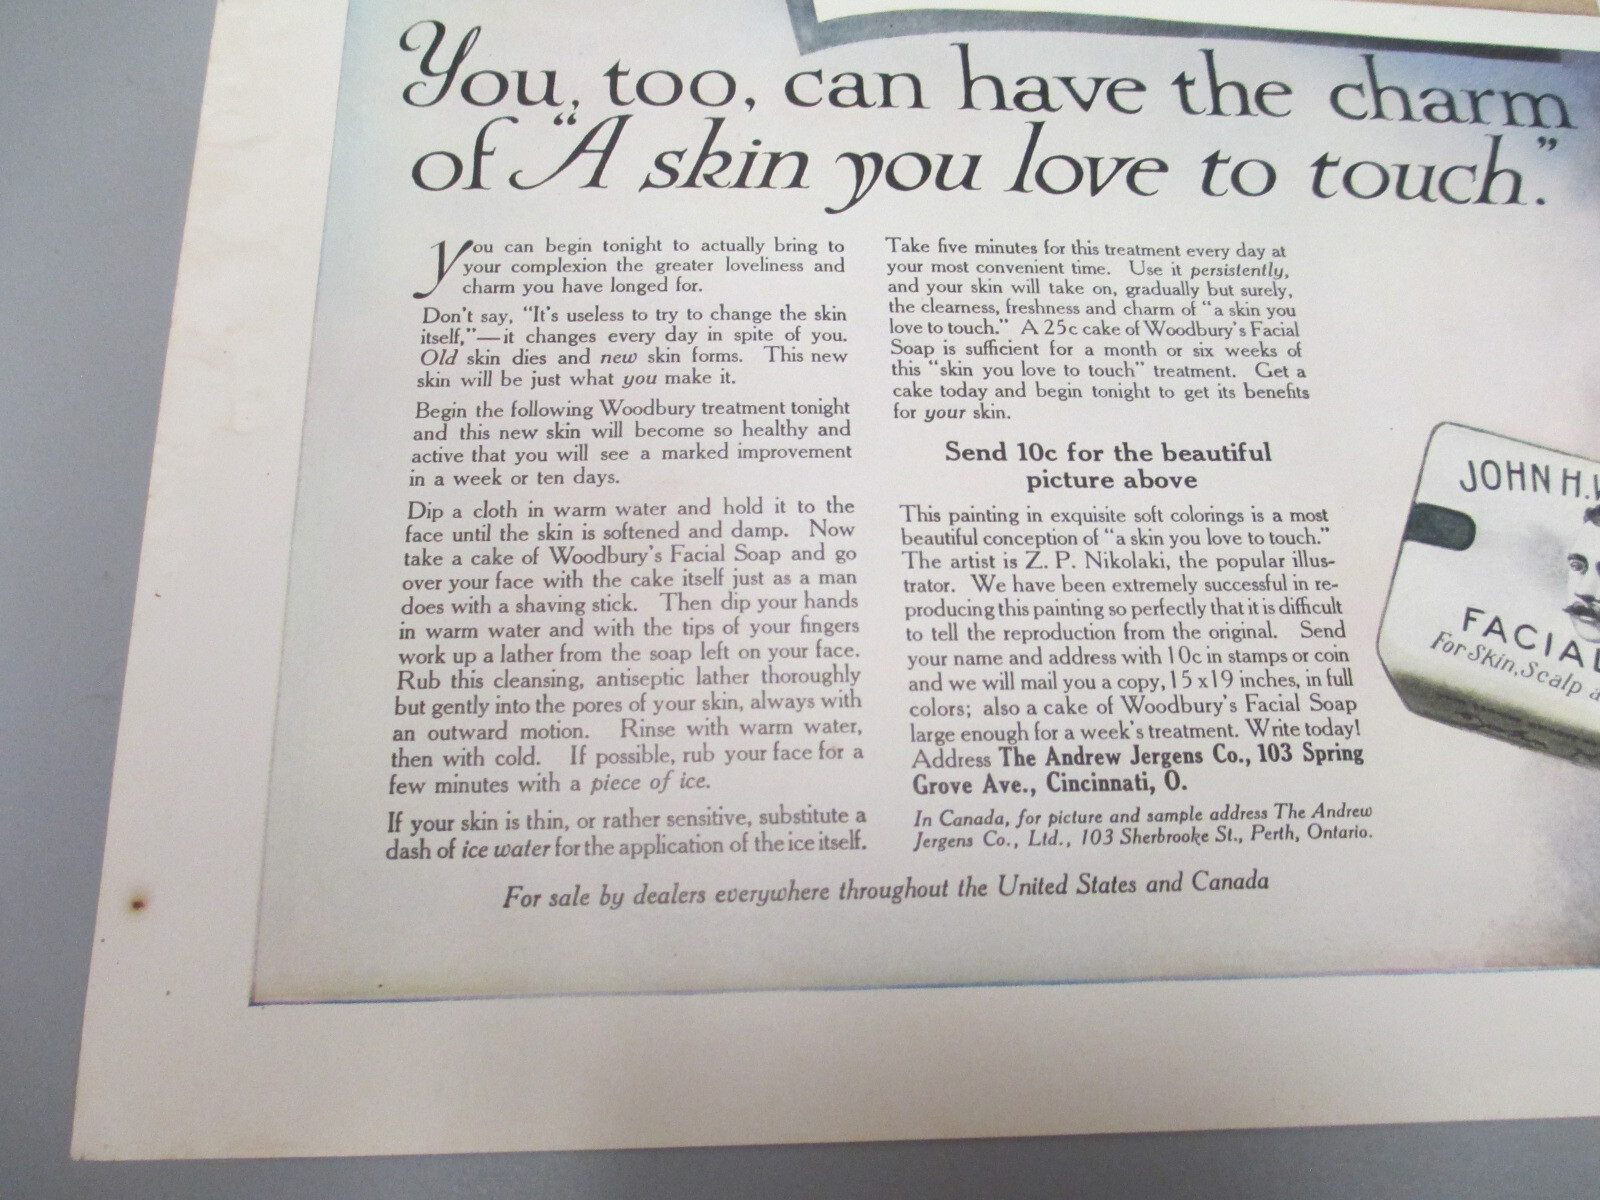 You, too, can have the charm
of "A skin you love to touch."
You can begin tonight to actually bring to
your complexion the greater loveliness and
charm you have longed for.
Don't say, "It's useless to try to change the skin
itself,"—it changes every day in spite of you.
Old skin dies and new skin forms. This new
skin will be just what you make it.
Begin the following Woodbury treatment tonight
and this new skin will become so healthy and
active that you will see a marked improvement
in a week or ten days.
Dip a cloth in warm water and hold it to the
face until the skin is softened and damp. Now
take a cake of Woodbury's Facial Soap and go
over your face with the cake itself just as a man
does with a shaving stick. Then dip your hands
in warm water and with the tips of your fingers
work up a lather from the soap left on your face.
Rub this cleansing, antiseptic lather thoroughly
but gently into the pores of your skin, always with
an outward motion. Rinse with warm water,
then with cold. If possible, rub your face for a
few minutes with a piece of ice.
If your skin is thin, or rather sensitive, substitute a
dash of ice water for the application of the ice itself.
Take five minutes for this treatment every day at
your most convenient time. Use it persistently,
and your skin will take on, gradually but surely,
the clearness, freshness and charm of "a skin you
love to touch." A 25c cake of Woodbury's Facial
Soap is sufficient for a month or six weeks of
this "skin you love to touch" treatment. Get a
cake today and begin tonight to get its benefits
for your skin.
Send 10c for the beautiful
picture above
This painting in exquisite soft colorings is a most
beautiful conception of "a skin you love to touch."
The artist is Z. P. Nikolaki, the popular illus-
trator. We have been extremely successful in re-
producing this painting so perfectly that it is difficult
to tell the reproduction from the original. Send
your name and address with 10c in stamps or coin
and we will mail you a copy, 15 x 19 inches, in full
colors; also a cake of Woodbury's Facial Soap
large enough for a week's treatment. Write today!
Address The Andrew Jergens Co., 103 Spring
Grove Ave., Cincinnati, O.
In Canada, for picture and sample address The Andrew
Jergens Co., Ltd., 103 Sherbrooke St., Perth, Ontario.
For sale by dealers everywhere throughout the United States and Canada
JOHN H.
FACIAL
For Skin, Scalp